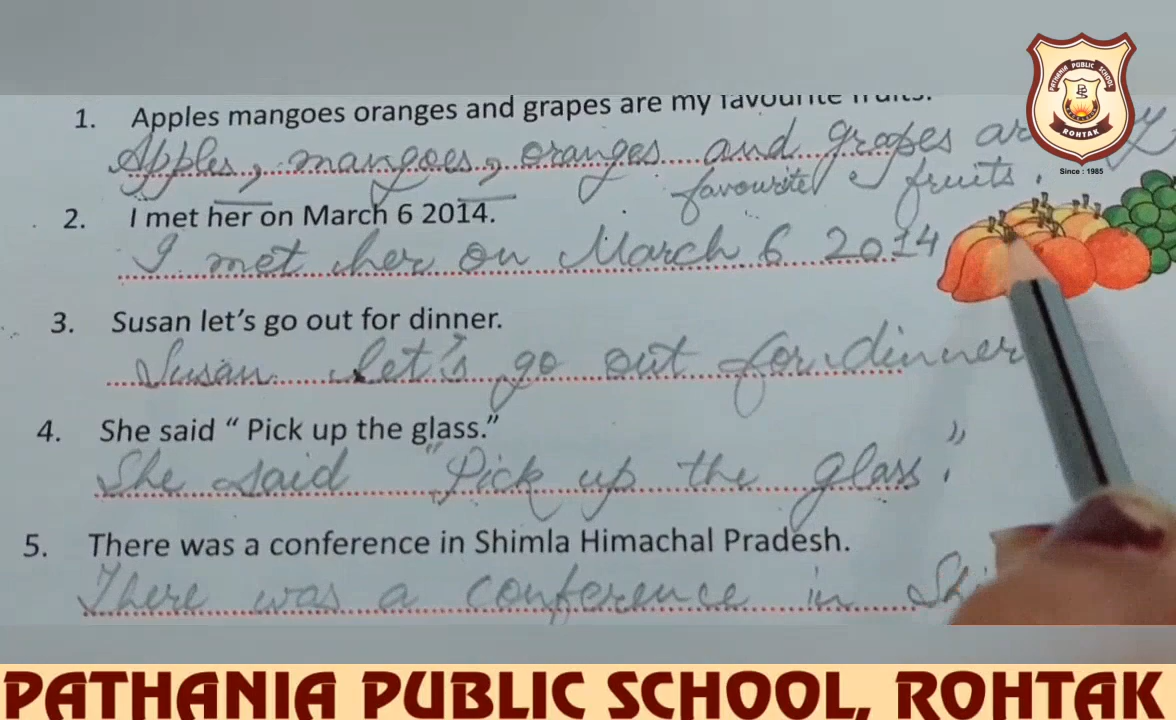 PATHANIA PUBLIC SCHOOL
PS
ROHTAK
Since : 1985
1. Apples mangoes oranges and grapes are my favourite fruits.
Apples, mangoes, oranges and grapes are
favourite fruits.
2. I met her on March 6 2014.
I met her on March 6 2014
3. Susan let's go out for dinner.
Susan let's go out for dinner
4. She said “ Pick up the glass.”
She said "Pick up the glass."
5. There was a conference in Shimla Himachal Pradesh.
There was a conference in
PATHANIA PUBLIC SCHOOL, ROHTAK